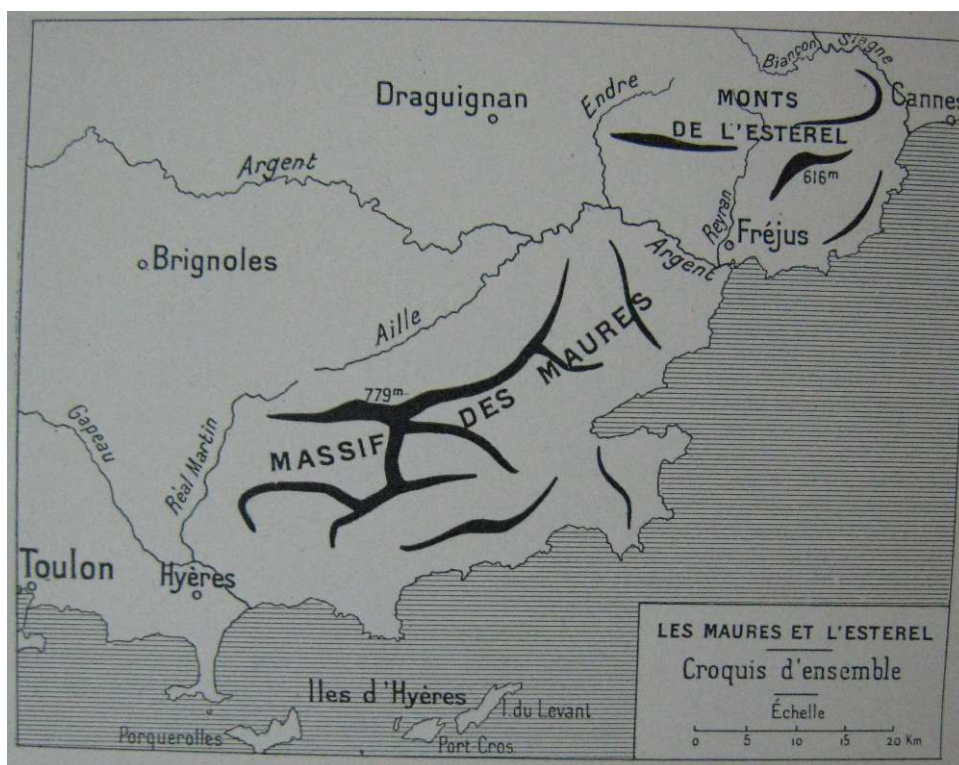 Biançon
Siagne
Endre
MONTS
DE L'ESTÉREL
Cannes
Draguignan
616m
Argent
Reyran
Fréjus
Brignoles
Argent
Aille
779m
MASSIF DES MAURES
Gapeau
Réal Martin
Toulon
Hyères
Iles d'Hyères
I. du Levant
Porquerolles
Port-Cros
LES MAURES ET L'ESTEREL
Croquis d'ensemble
Échelle
0 5 10 15 20 Km